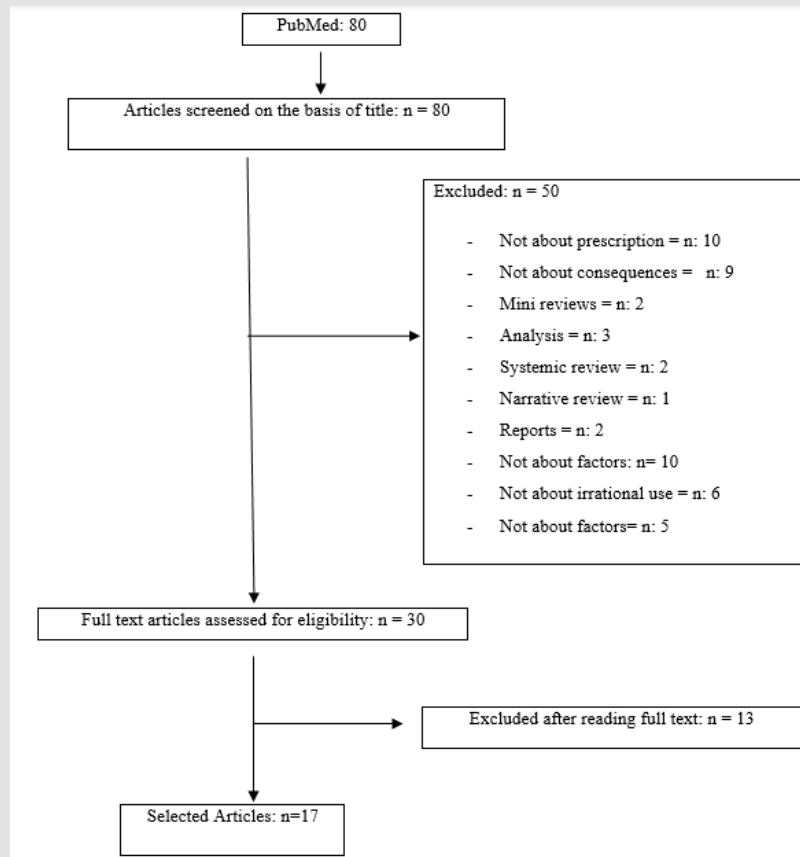 PubMed: 80
Articles screened on the basis of title: n = 80
Excluded: n = 50
- Not about prescription = n: 10
- Not about consequences = n: 9
- Mini reviews = n: 2
- Analysis = n: 3
- Systemic review = n: 2
- Narrative review = n: 1
- Reports = n: 2
- Not about factors: n= 10
- Not about irrational use = n: 6
- Not about factors= n: 5
Full text articles assessed for eligibility: n = 30
Excluded after reading full text: n = 13
Selected Articles: n=17